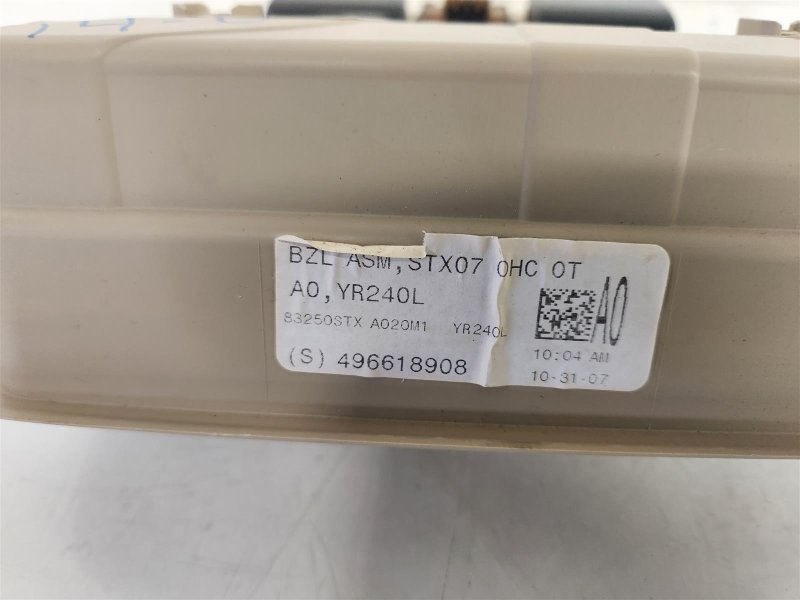 BZL ASM,STX07 OHC OT
A0,YR240L
A0
83250STX A020M1 YR240L
(S) 496618908
10:04 AM
10-31-07